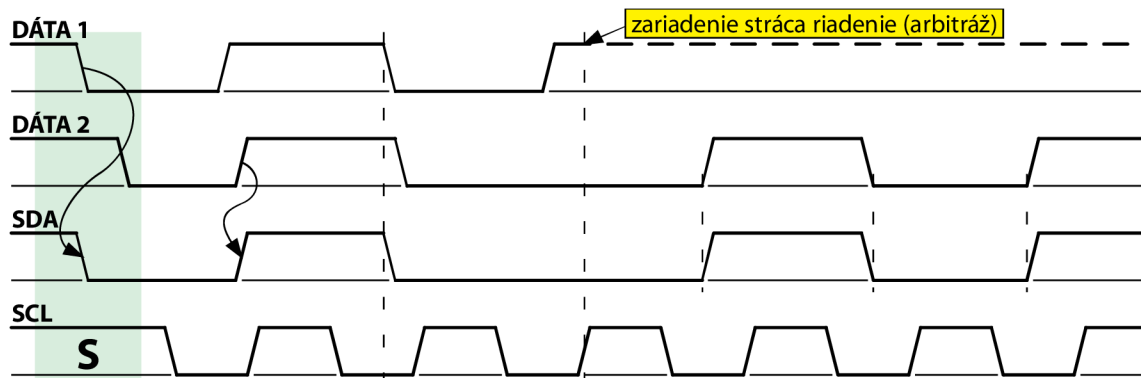 zariadenie stráca riadenie (arbitráž)
DÁTA 1
DÁTA 2
SDA
SCL
S